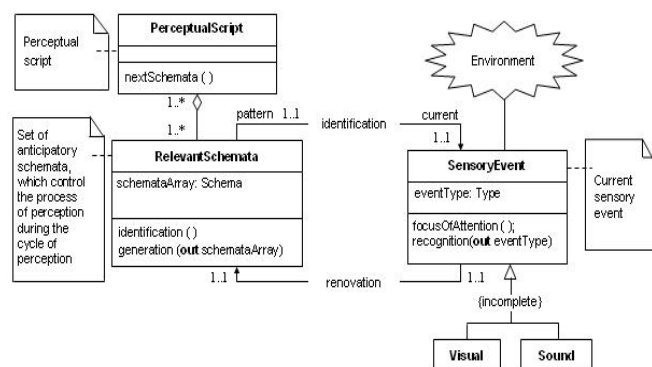 Perceptual
script
PerceptualScript
nextSchemata ( )
1..*
1..*
Environment
pattern 1..1
identification
current
1..1
Set of
anticipatory
schemata,
which control
the process
of perception
during the
cycle of
perception
RelevantSchemata
schemataArray: Schema
identification ( )
generation (out schemataArray)
SensoryEvent
eventType: Type
focusOfAttention ( );
recognition(out eventType)
Current
sensory
event
1..1
renovation
1..1
{incomplete}
Visual
Sound